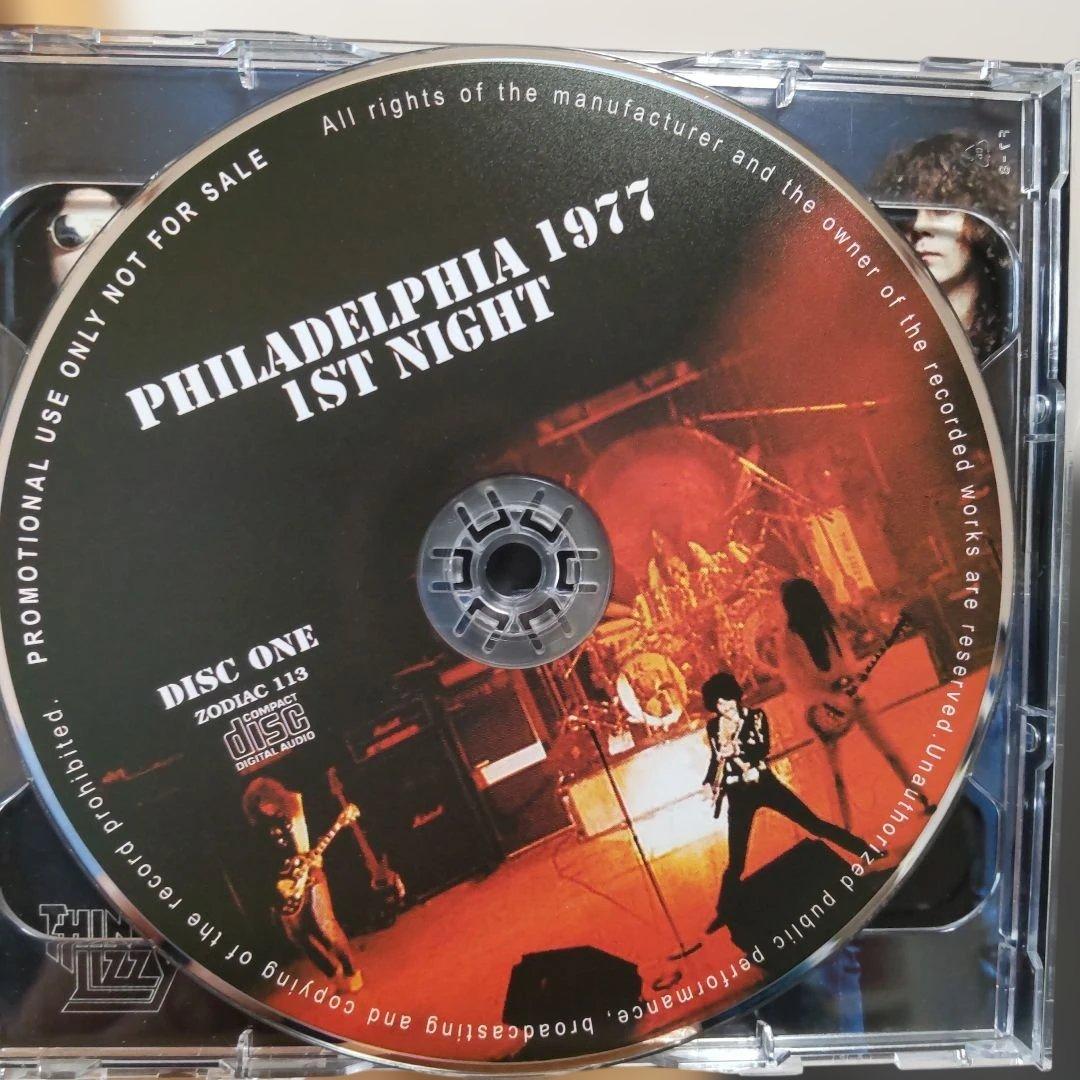 PHILADELPHIA 1977
1ST NIGHT
DISC ONE
ZODIAC 113
COMPACT
disc
DIGITAL AUDIO
All rights of the manufacturer and the owner of the recorded works are reserved. Unauthorized public performance, broadcasting and copying of the record prohibited.
PROMOTIONAL USE ONLY NOT FOR SALE
THIN
LIZZY